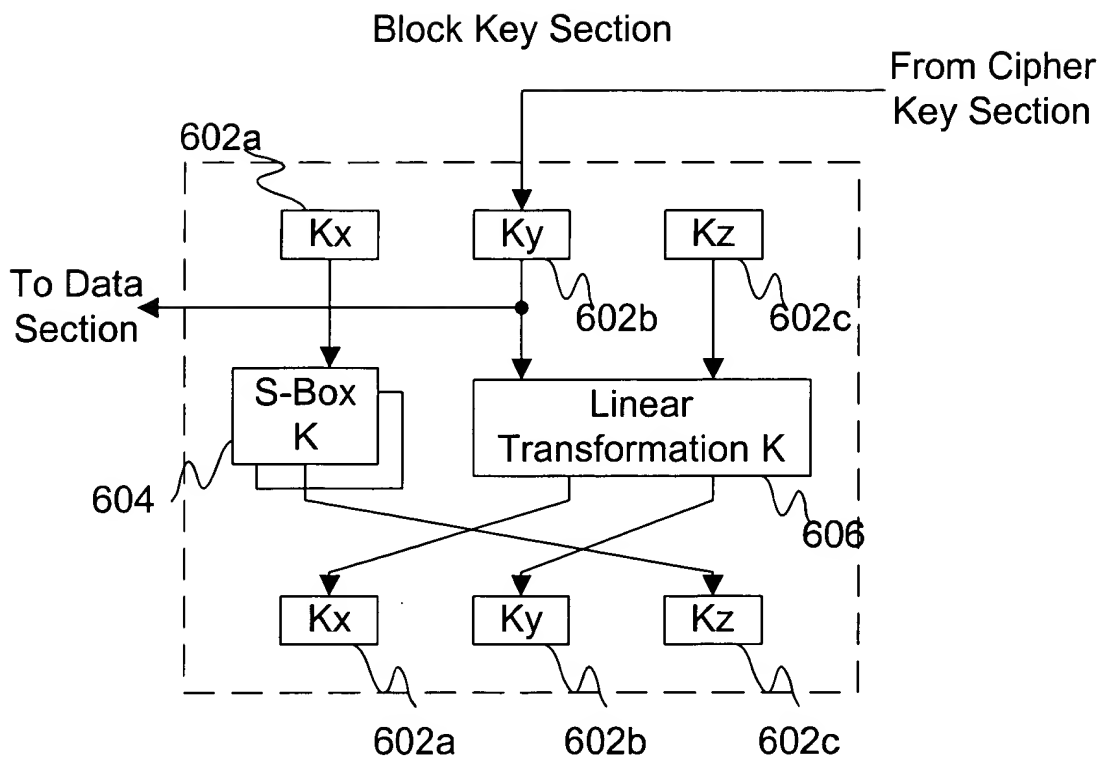 Block Key Section
From Cipher
Key Section
602a
Kx
Ky
Kz
To Data
Section
602b
602c
S-Box
K
Linear
Transformation K
604
606
Kx
Ky
Kz
602a
602b
602c